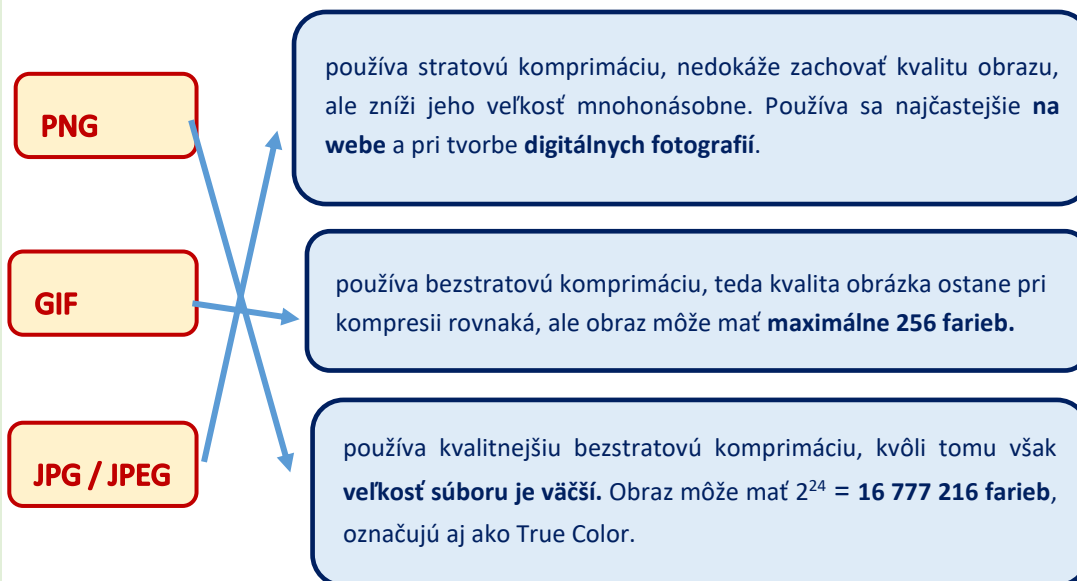 PNG
používa stratovú komprimáciu, nedokáže zachovať kvalitu obrazu,
ale zníži jeho veľkosť mnohonásobne. Používa sa najčastejšie na
webe a pri tvorbe digitálnych fotografií.
GIF
používa bezstratovú komprimáciu, teda kvalita obrázka ostane pri
kompresii rovnaká, ale obraz môže mať maximálne 256 farieb.
JPG / JPEG
používa kvalitnejšiu bezstratovú komprimáciu, kvôli tomu však
veľkosť súboru je väčší. Obraz môže mať 2²⁴ = 16 777 216 farieb,
označujú aj ako True Color.